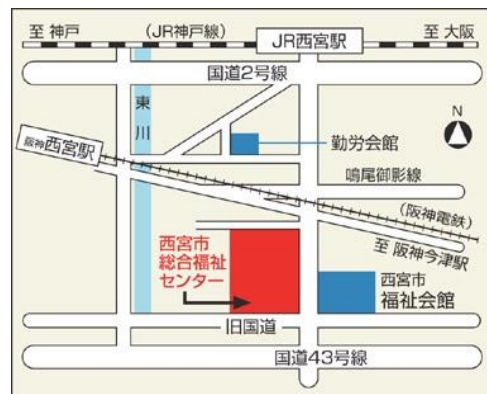 至 神戸
(JR神戸線)
JR西宮駅
至 大阪
国道2号線
東川
N
勤労会館
阪神西宮駅
鳴尾御影線
(阪神電鉄)
至 阪神今津駅
西宮市
総合福祉
センター
西宮市
福祉会館
旧国道
国道43号線